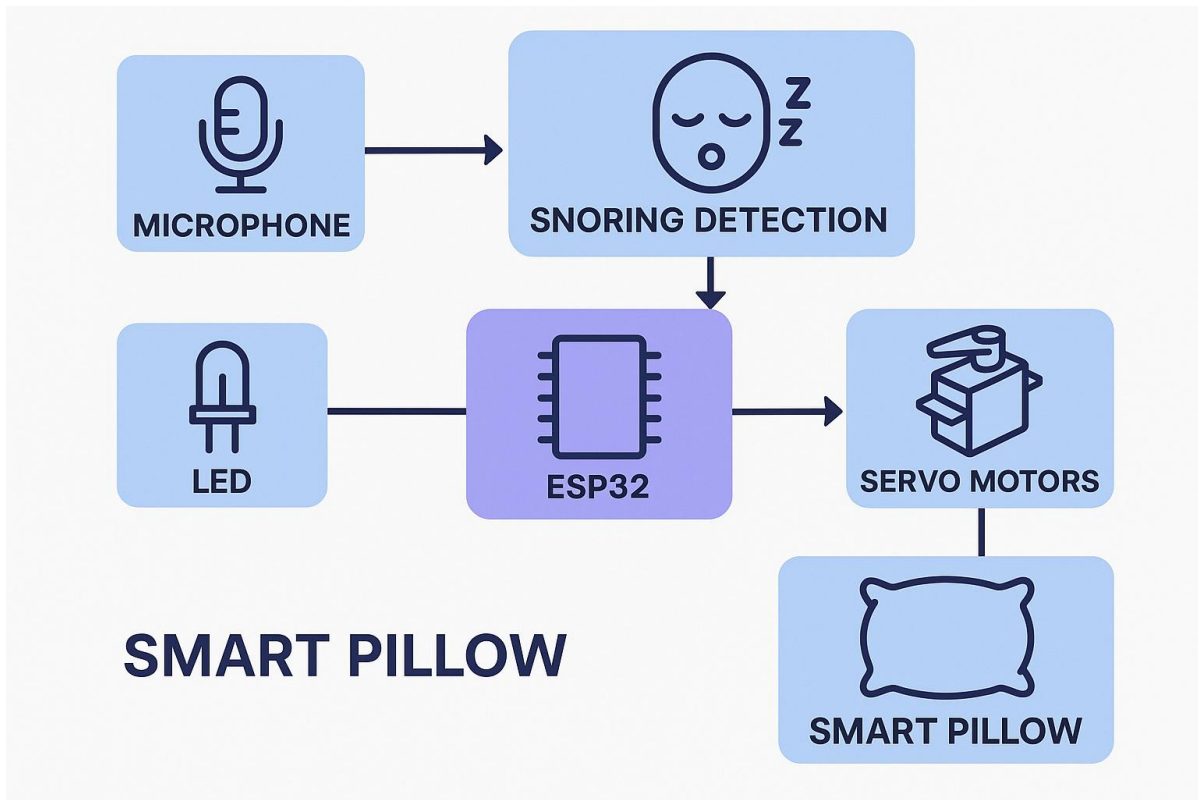 MICROPHONE
Z
Z
SNORING DETECTION
LED
ESP32
SERVO MOTORS
SMART PILLOW
SMART PILLOW